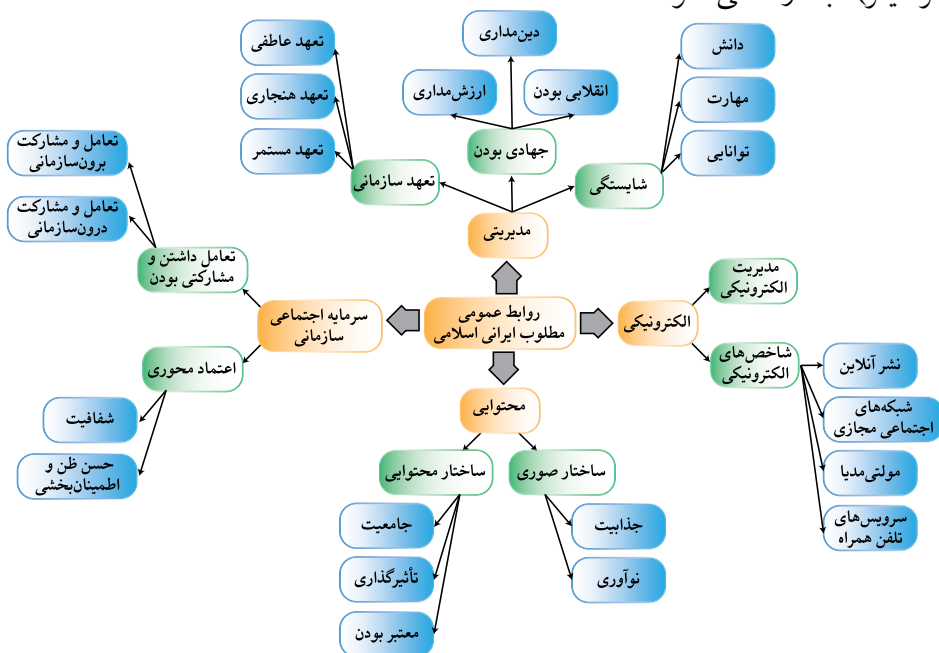 دین‌مداری
تعهد عاطفی
دانش
ارزش‌مداری
انقلابی بودن
تعهد هنجاری
مهارت
تعهد مستمر
جهادی بودن
توانایی
تعامل و مشارکت
برون‌سازمانی
تعهد سازمانی
شایستگی
تعامل و مشارکت
درون‌سازمانی
مدیریتی
تعامل داشتن و
مشارکتی بودن
مدیریت
الکترونیکی
سرمایه اجتماعی
سازمانی
روابط عمومی
مطلوب ایرانی اسلامی
الکترونیکی
اعتماد محوری
شاخص‌های
الکترونیکی
نشر آنلاین
شفافیت
محتوایی
شبکه‌های
اجتماعی مجازی
حسن ظن و
اطمینان‌بخشی
ساختار محتوایی
ساختار صوری
مولتی‌مدیا
جامعیت
جذابیت
سرویس‌های
تلفن همراه
تأثیرگذاری
نوآوری
معتبر بودن